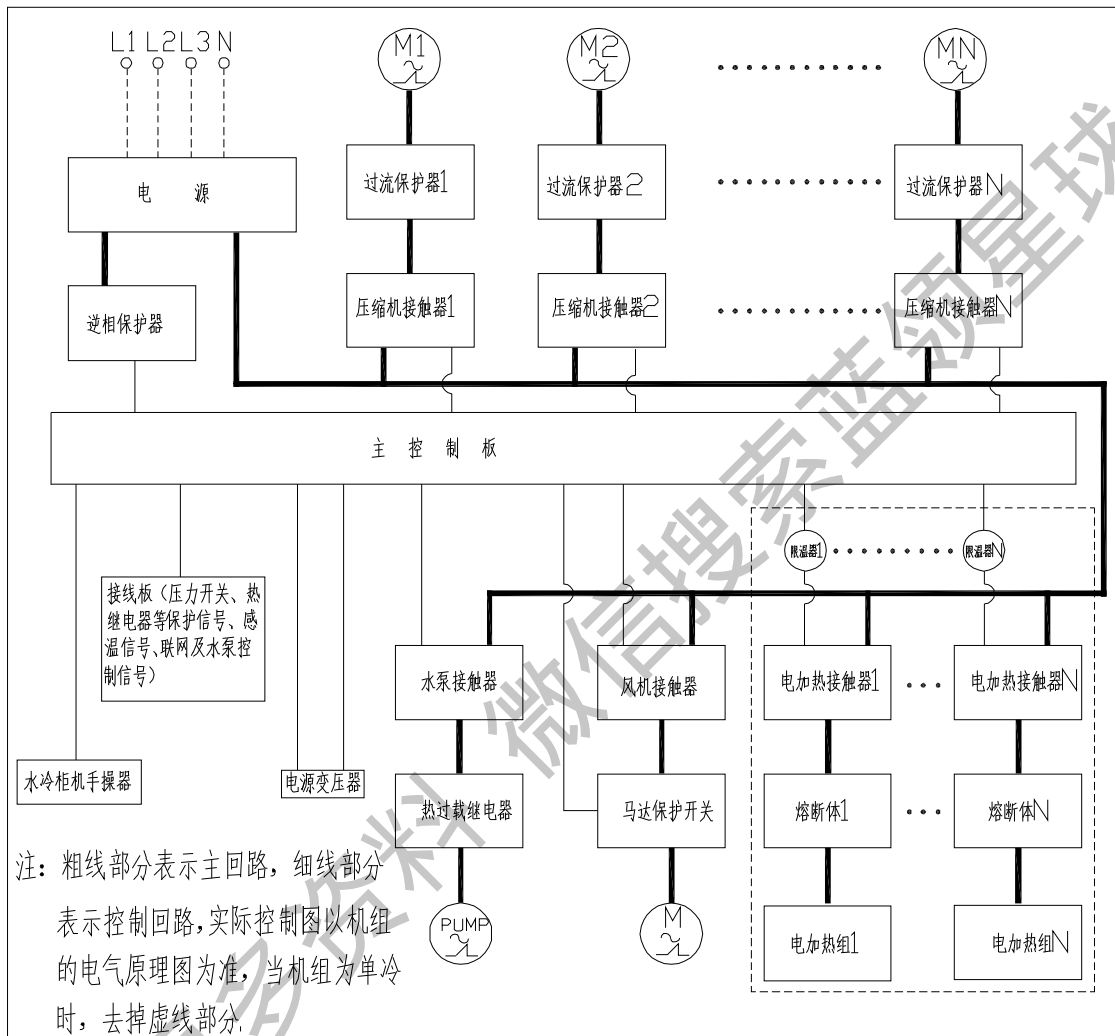 L1 L2 L3 N
M1 M2 MN
电 源
过流保护器1 过流保护器2 过流保护器N
逆相保护器
压缩机接触器1 压缩机接触器2 压缩机接触器N
主 控 制 板
限温器1 限温器N
接线板（压力开关、热
继电器等保护信号、感
温信号、联网及水泵控
制信号）
水泵接触器 风机接触器 电加热接触器1 电加热接触器N
水冷柜机手操器 电源变压器
热过载继电器 马达保护开关 熔断体1 熔断体N
PUMP M 电加热组1 电加热组N
注：粗线部分表示主回路，细线部分
表示控制回路，实际控制图以机组
的电气原理图为准，当机组为单冷
时，去掉虚线部分.
多资料 微信搜索蓝领星球